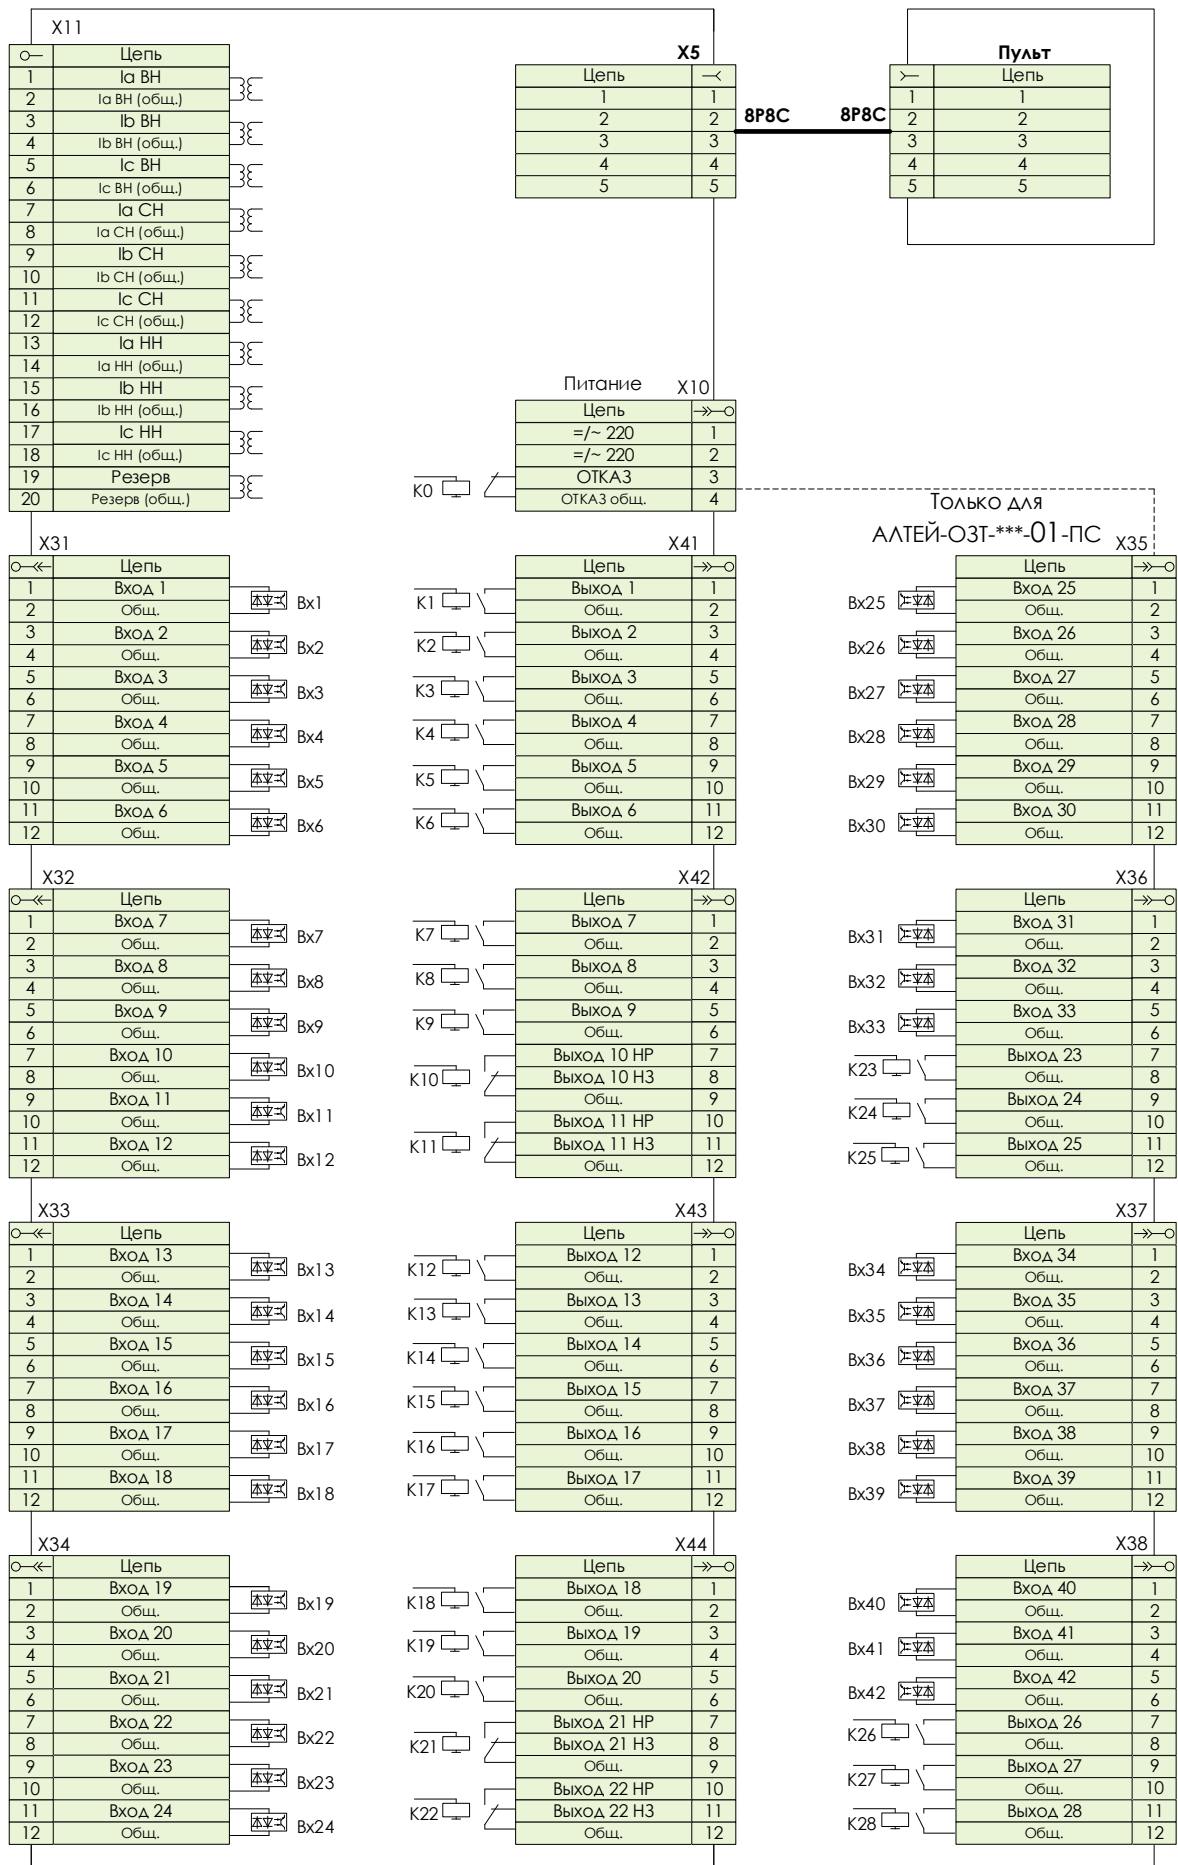 X11
Цепь
1 Ia ВН
2 Ia ВН (общ.)
3 Ib ВН
4 Ib ВН (общ.)
5 Ic ВН
6 Ic ВН (общ.)
7 Ia СН
8 Ia СН (общ.)
9 Ib СН
10 Ib СН (общ.)
11 Ic СН
12 Ic СН (общ.)
13 Ia НН
14 Ia НН (общ.)
15 Ib НН
16 Ib НН (общ.)
17 Ic НН
18 Ic НН (общ.)
19 Резерв
20 Резерв (общ.)
X5
Цепь
1 1
2 2
3 3
4 4
5 5
8P8C 8P8C
Пульт
Цепь
1 1
2 2
3 3
4 4
5 5
Питание X10
Цепь
=/~ 220 1
=/~ 220 2
ОТКАЗ 3
ОТКАЗ общ. 4
K0
Только для
АЛТЕЙ-ОЗТ-***-01-ПС
X31
Цепь
1 Вход 1
2 Общ.
Вх1
3 Вход 2
4 Общ.
Вх2
5 Вход 3
6 Общ.
Вх3
7 Вход 4
8 Общ.
Вх4
9 Вход 5
10 Общ.
Вх5
11 Вход 6
12 Общ.
Вх6
X41
Цепь
K1
Выход 1 1
Общ. 2
K2
Выход 2 3
Общ. 4
K3
Выход 3 5
Общ. 6
K4
Выход 4 7
Общ. 8
K5
Выход 5 9
Общ. 10
K6
Выход 6 11
Общ. 12
X35
Цепь
Вх25
Вход 25 1
Общ. 2
Вх26
Вход 26 3
Общ. 4
Вх27
Вход 27 5
Общ. 6
Вх28
Вход 28 7
Общ. 8
Вх29
Вход 29 9
Общ. 10
Вх30
Вход 30 11
Общ. 12
X32
Цепь
1 Вход 7
2 Общ.
Вх7
3 Вход 8
4 Общ.
Вх8
5 Вход 9
6 Общ.
Вх9
7 Вход 10
8 Общ.
Вх10
9 Вход 11
10 Общ.
Вх11
11 Вход 12
12 Общ.
Вх12
X42
Цепь
K7
Выход 7 1
Общ. 2
K8
Выход 8 3
Общ. 4
K9
Выход 9 5
Общ. 6
K10
Выход 10 НР 7
Выход 10 НЗ 8
Общ. 9
K11
Выход 11 НР 10
Выход 11 НЗ 11
Общ. 12
X36
Цепь
Вх31
Вход 31 1
Общ. 2
Вх32
Вход 32 3
Общ. 4
Вх33
Вход 33 5
Общ. 6
K23
Выход 23 7
Общ. 8
K24
Выход 24 9
Общ. 10
K25
Выход 25 11
Общ. 12
X33
Цепь
1 Вход 13
2 Общ.
Вх13
3 Вход 14
4 Общ.
Вх14
5 Вход 15
6 Общ.
Вх15
7 Вход 16
8 Общ.
Вх16
9 Вход 17
10 Общ.
Вх17
11 Вход 18
12 Общ.
Вх18
X43
Цепь
K12
Выход 12 1
Общ. 2
K13
Выход 13 3
Общ. 4
K14
Выход 14 5
Общ. 6
K15
Выход 15 7
Общ. 8
K16
Выход 16 9
Общ. 10
K17
Выход 17 11
Общ. 12
X37
Цепь
Вх34
Вход 34 1
Общ. 2
Вх35
Вход 35 3
Общ. 4
Вх36
Вход 36 5
Общ. 6
Вх37
Вход 37 7
Общ. 8
Вх38
Вход 38 9
Общ. 10
Вх39
Вход 39 11
Общ. 12
X34
Цепь
1 Вход 19
2 Общ.
Вх19
3 Вход 20
4 Общ.
Вх20
5 Вход 21
6 Общ.
Вх21
7 Вход 22
8 Общ.
Вх22
9 Вход 23
10 Общ.
Вх23
11 Вход 24
12 Общ.
Вх24
X44
Цепь
K18
Выход 18 1
Общ. 2
K19
Выход 19 3
Общ. 4
K20
Выход 20 5
Общ. 6
K21
Выход 21 НР 7
Выход 21 НЗ 8
Общ. 9
K22
Выход 22 НР 10
Выход 22 НЗ 11
Общ. 12
X38
Цепь
Вх40
Вход 40 1
Общ. 2
Вх41
Вход 41 3
Общ. 4
Вх42
Вход 42 5
Общ. 6
K26
Выход 26 7
Общ. 8
K27
Выход 27 9
Общ. 10
K28
Выход 28 11
Общ. 12